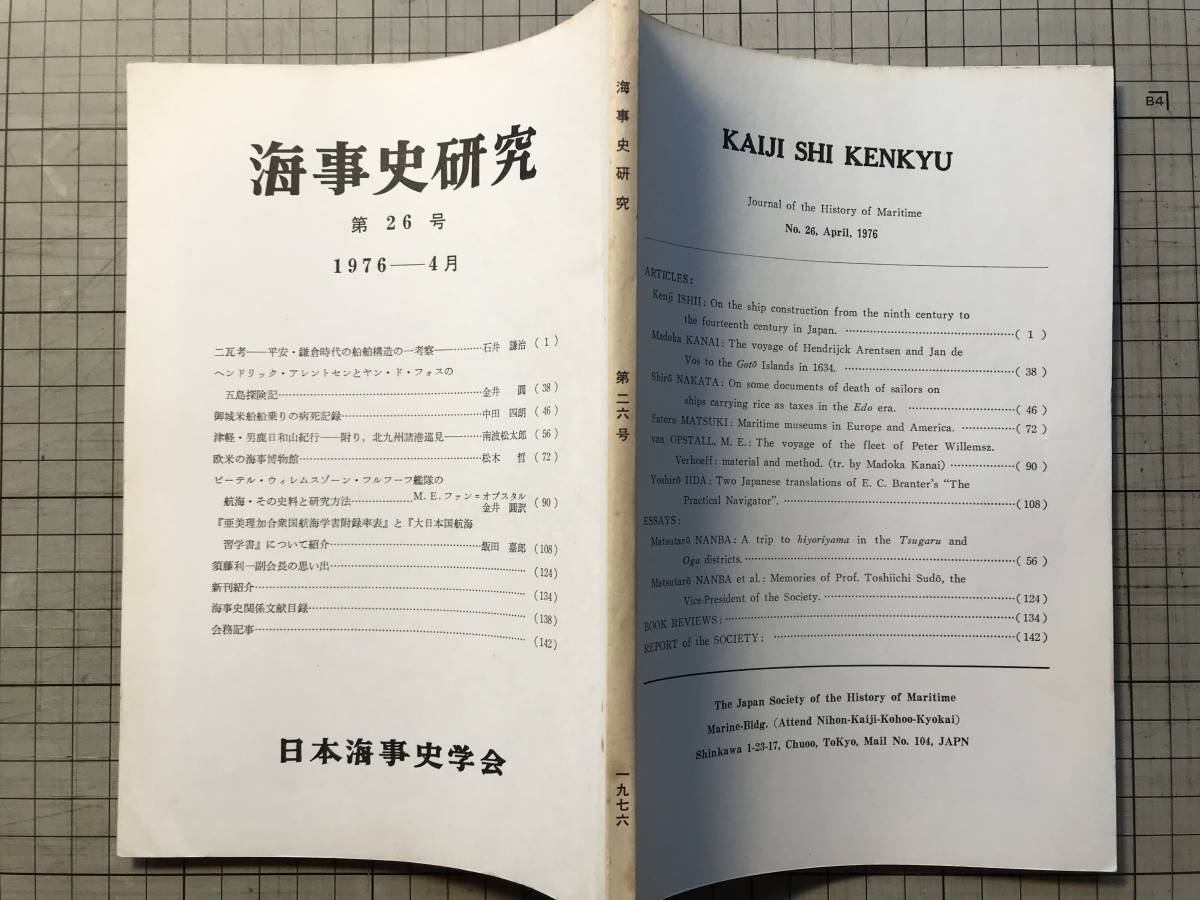 海事史研究
第 26 号
1976——4月
二瓦考——平安・鎌倉時代の船舶構造の一考察——………石井 謙治 ( 1 )
ヘンドリック・アレントセンとヤン・ド・フォスの
五島探険記……………………………………金井 圓 (38)
御城米船船乗りの病死記録…………………………中田 四朗 (46)
津軽・男鹿日和山紀行——附り，北九州諸港巡見——………南波松太郎 (56)
欧米の海事博物館……………………………………松木 哲 (72)
ピーテル・ウィレムスゾーン・フルフーフ艦隊の
航海・その史料と研究方法………………M. E. ファン＝オプスタル
金井 圓訳 (90)
『亜美理加合衆国航海学書附録率表』と『大日本国航海
習学書』について紹介……………………………飯田 嘉郎 (108)
須藤利一副会長の思い出…………………………………… (124)
新刊紹介…………………………………………………… (134)
海事史関係文献目録……………………………………… (138)
会務記事…………………………………………………… (142)
日本海事史学会
海事史研究
第二六号
一九七六
KAIJI SHI KENKYU
Journal of the History of Maritime
No. 26, April, 1976
ARTICLES:
Kenji ISHII: On the ship construction from the ninth century to
the fourteenth century in Japan. ……………………………( 1 )
Madoka KANAI: The voyage of Hendrijck Arentsen and Jan de
Vos to the Gotō Islands in 1634. ……………………………( 38 )
Shirō NAKATA: On some documents of death of sailors on
ships carrying rice as taxes in the Edo era. …………………( 46 )
Satoru MATSUKI: Maritime museums in Europe and America. …………( 72 )
van OPSTALL, M. E.: The voyage of the fleet of Peter Willemsz.
Verhoeff: material and method. (tr. by Madoka Kanai) ………………( 90 )
Yoshirō IIDA: Two Japanese translations of E. C. Branter's "The
Practical Navigator". ……………………………………………(108)
ESSAYS:
Matsutarō NANBA: A trip to hiyoriyama in the Tsugaru and
Oga districts. ……………………………………………………( 56 )
Matsutarō NANBA et al.: Memories of Prof. Toshiichi Sudō, the
Vice-President of the Society. ……………………………………(124)
BOOK REVIEWS: ……………………………………………………(134)
REPORT of the SOCIETY: ……………………………………………(142)
The Japan Society of the History of Maritime
Marine-Bldg. (Attend Nihon-Kaiji-Kohoo-Kyokai)
Shinkawa 1-23-17, Chuoo, ToKyo, Mail No. 104, JAPN
B4